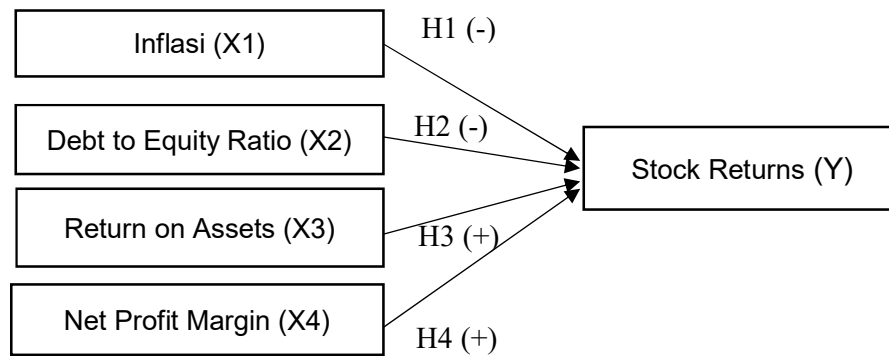 Inflasi (X1)
H1 (-)
Debt to Equity Ratio (X2)
H2 (-)
Stock Returns (Y)
Return on Assets (X3)
H3 (+)
Net Profit Margin (X4)
H4 (+)